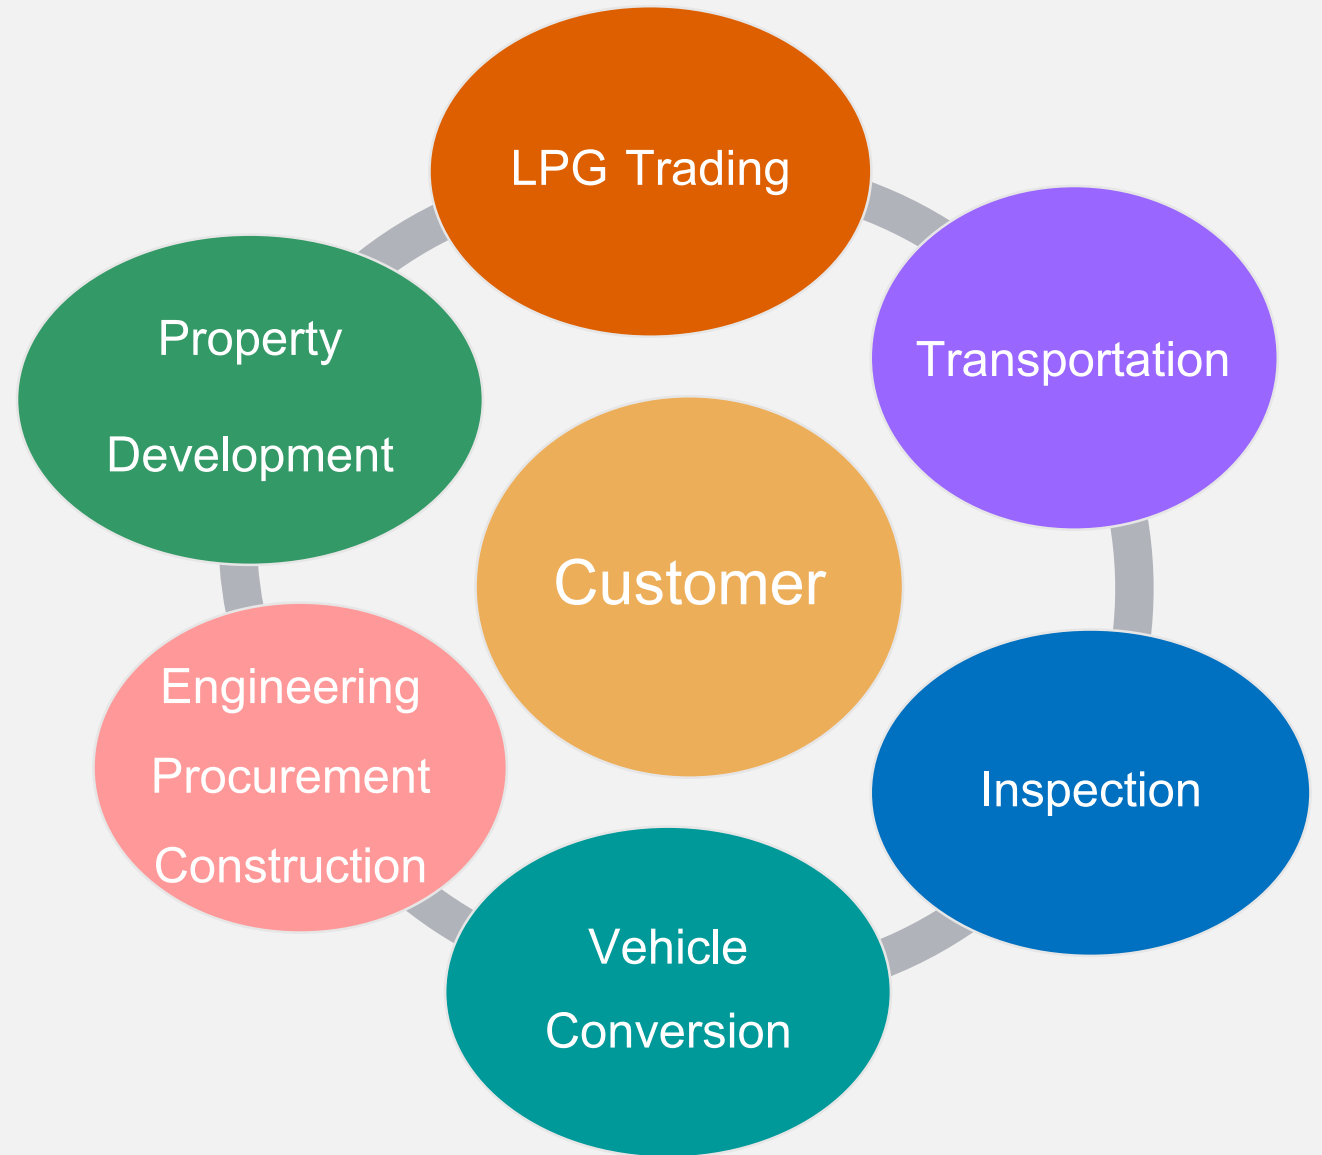 LPG Trading
Transportation
Property
Development
Customer
Engineering
Procurement
Construction
Inspection
Vehicle
Conversion